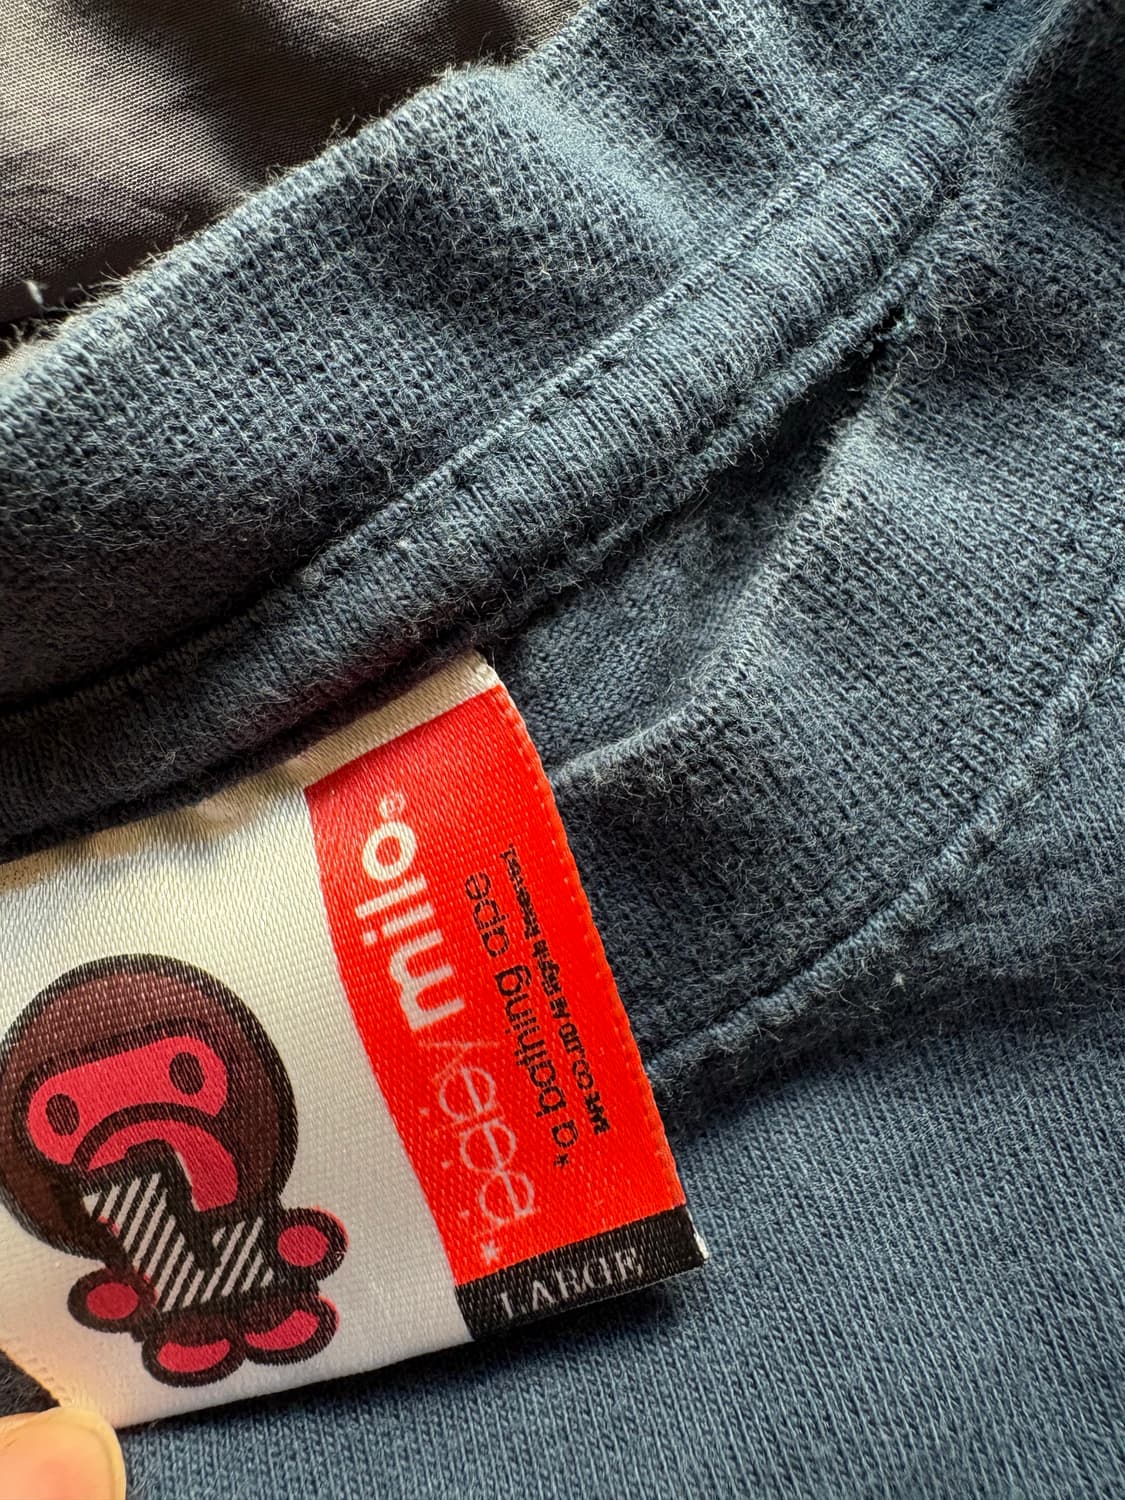 *baby milo®
*a bathing ape
BAPE CO.LTD All Rights Reserved.
LARGE